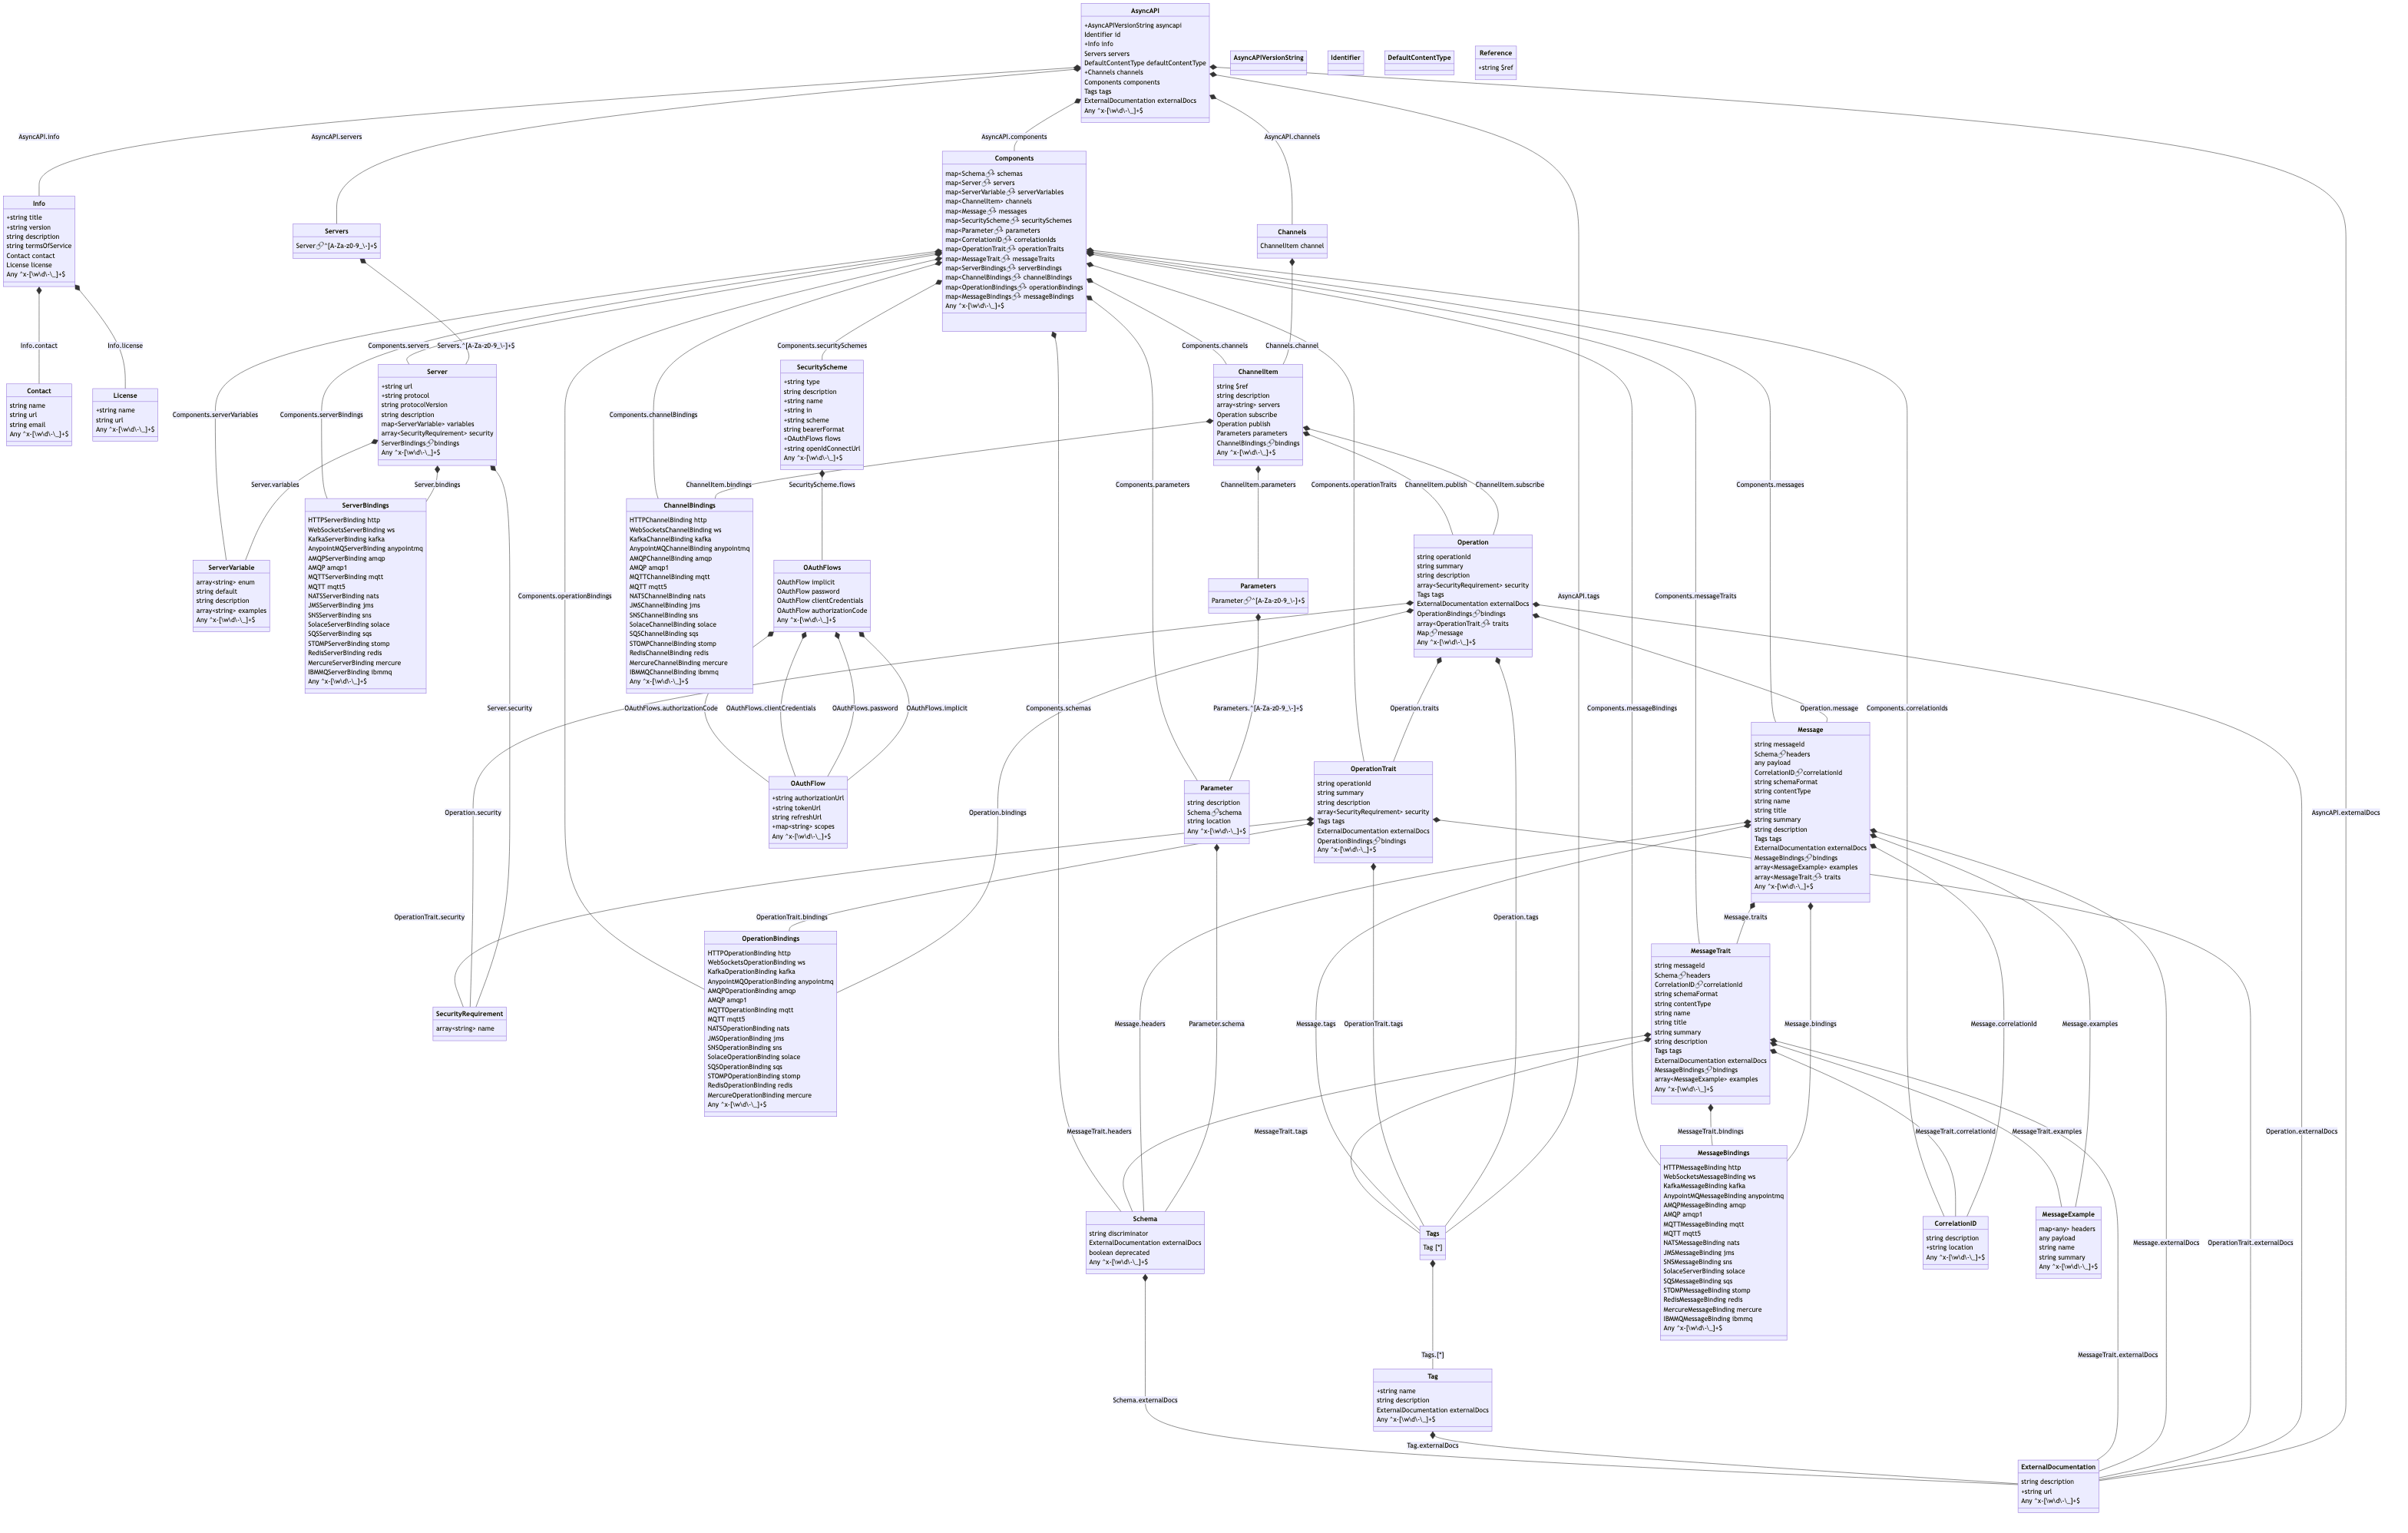 AsyncAPI
+AsyncAPIVersionString asyncapi
Identifier id
+Info info
Servers servers
DefaultContentType defaultContentType
+Channels channels
Components components
Tags tags
ExternalDocumentation externalDocs
Any ^x-[\w\d\-\_]+$
AsyncAPIVersionString
Identifier
DefaultContentType
Reference
+string $ref
AsyncAPI.info
AsyncAPI.servers
AsyncAPI.components
AsyncAPI.channels
Components
map<Schema🔗> schemas
map<Server🔗> servers
map<ServerVariable🔗> serverVariables
map<ChannelItem> channels
map<Message🔗> messages
map<SecurityScheme🔗> securitySchemes
map<Parameter🔗> parameters
map<CorrelationID🔗> correlationIds
map<OperationTrait🔗> operationTraits
map<MessageTrait🔗> messageTraits
map<ServerBindings🔗> serverBindings
map<ChannelBindings🔗> channelBindings
map<OperationBindings🔗> operationBindings
map<MessageBindings🔗> messageBindings
Any ^x-[\w\d\-\_]+$
Info
+string title
+string version
string description
string termsOfService
Contact contact
License license
Any ^x-[\w\d\-\_]+$
Servers
Server🔗^[A-Za-z0-9_\-]+$
Channels
ChannelItem channel
Info.contact
Info.license
Components.servers
Servers.^[A-Za-z0-9_\-]+$
Components.securitySchemes
Components.channels
Channels.channel
Contact
string name
string url
string email
Any ^x-[\w\d\-\_]+$
License
+string name
string url
Any ^x-[\w\d\-\_]+$
Server
+string url
+string protocol
string protocolVersion
string description
map<ServerVariable> variables
array<SecurityRequirement> security
ServerBindings🔗bindings
Any ^x-[\w\d\-\_]+$
SecurityScheme
+string type
string description
+string name
+string in
+string scheme
string bearerFormat
+OAuthFlows flows
+string openIdConnectUrl
Any ^x-[\w\d\-\_]+$
ChannelItem
string $ref
string description
array<string> servers
Operation subscribe
Operation publish
Parameters parameters
ChannelBindings🔗bindings
Any ^x-[\w\d\-\_]+$
Components.serverVariables
Components.serverBindings
Components.channelBindings
Server.variables
Server.bindings
ChannelItem.bindings
SecurityScheme.flows
Components.parameters
ChannelItem.parameters
Components.operationTraits
ChannelItem.publish
ChannelItem.subscribe
Components.messages
ServerBindings
HTTPServerBinding http
WebSocketsServerBinding ws
KafkaServerBinding kafka
AnypointMQServerBinding anypointmq
AMQPServerBinding amqp
AMQP amqp1
MQTTServerBinding mqtt
MQTT mqtt5
NATSServerBinding nats
JMSServerBinding jms
SNSServerBinding sns
SolaceServerBinding solace
SQSServerBinding sqs
STOMPServerBinding stomp
RedisServerBinding redis
MercureServerBinding mercure
IBMMQServerBinding ibmmq
Any ^x-[\w\d\-\_]+$
ChannelBindings
HTTPChannelBinding http
WebSocketsChannelBinding ws
KafkaChannelBinding kafka
AnypointMQChannelBinding anypointmq
AMQPChannelBinding amqp
AMQP amqp1
MQTTChannelBinding mqtt
MQTT mqtt5
NATSChannelBinding nats
JMSChannelBinding jms
SNSChannelBinding sns
SolaceChannelBinding solace
SQSChannelBinding sqs
STOMPChannelBinding stomp
RedisChannelBinding redis
MercureChannelBinding mercure
IBMMQChannelBinding ibmmq
Any ^x-[\w\d\-\_]+$
ServerVariable
array<string> enum
string default
string description
array<string> examples
Any ^x-[\w\d\-\_]+$
OAuthFlows
OAuthFlow implicit
OAuthFlow password
OAuthFlow clientCredentials
OAuthFlow authorizationCode
Any ^x-[\w\d\-\_]+$
Parameters
Parameter🔗^[A-Za-z0-9_\-]+$
Operation
string operationId
string summary
string description
array<SecurityRequirement> security
Tags tags
ExternalDocumentation externalDocs
OperationBindings🔗bindings
array<OperationTrait🔗> traits
Map🔗message
Any ^x-[\w\d\-\_]+$
Components.operationBindings
AsyncAPI.tags
Components.messageTraits
Server.security
OAuthFlows.authorizationCode
OAuthFlows.clientCredentials
OAuthFlows.password
OAuthFlows.implicit
Components.schemas
Parameters.^[A-Za-z0-9_\-]+$
Operation.traits
Components.messageBindings
Operation.message
Components.correlationIds
Message
string messageId
Schema🔗headers
any payload
CorrelationID🔗correlationId
string schemaFormat
string contentType
string name
string title
string summary
string description
Tags tags
ExternalDocumentation externalDocs
MessageBindings🔗bindings
array<MessageExample> examples
array<MessageTrait🔗> traits
Any ^x-[\w\d\-\_]+$
OAuthFlow
+string authorizationUrl
+string tokenUrl
string refreshUrl
+map<string> scopes
Any ^x-[\w\d\-\_]+$
Parameter
string description
Schema🔗schema
string location
Any ^x-[\w\d\-\_]+$
OperationTrait
string operationId
string summary
string description
array<SecurityRequirement> security
Tags tags
ExternalDocumentation externalDocs
OperationBindings🔗bindings
Any ^x-[\w\d\-\_]+$
Operation.security
Operation.bindings
AsyncAPI.externalDocs
OperationTrait.security
OperationTrait.bindings
Operation.tags
Message.traits
OperationBindings
HTTPOperationBinding http
WebSocketsOperationBinding ws
KafkaOperationBinding kafka
AnypointMQOperationBinding anypointmq
AMQPOperationBinding amqp
AMQP amqp1
MQTTOperationBinding mqtt
MQTT mqtt5
NATSOperationBinding nats
JMSOperationBinding jms
SNSOperationBinding sns
SolaceOperationBinding solace
SQSOperationBinding sqs
STOMPOperationBinding stomp
RedisOperationBinding redis
MercureOperationBinding mercure
Any ^x-[\w\d\-\_]+$
SecurityRequirement
array<string> name
MessageTrait
string messageId
Schema🔗headers
CorrelationID🔗correlationId
string schemaFormat
string contentType
string name
string title
string summary
string description
Tags tags
ExternalDocumentation externalDocs
MessageBindings🔗bindings
array<MessageExample> examples
Any ^x-[\w\d\-\_]+$
Message.headers
Parameter.schema
Message.tags
OperationTrait.tags
Message.bindings
Message.correlationId
Message.examples
MessageTrait.headers
MessageTrait.tags
MessageTrait.bindings
MessageTrait.correlationId
MessageTrait.examples
Operation.externalDocs
MessageBindings
HTTPMessageBinding http
WebSocketsMessageBinding ws
KafkaMessageBinding kafka
AnypointMQMessageBinding anypointmq
AMQPMessageBinding amqp
AMQP amqp1
MQTTMessageBinding mqtt
MQTT mqtt5
NATSMessageBinding nats
JMSMessageBinding jms
SNSMessageBinding sns
SolaceServerBinding solace
SQSMessageBinding sqs
STOMPMessageBinding stomp
RedisMessageBinding redis
MercureMessageBinding mercure
IBMMQMessageBinding ibmmq
Any ^x-[\w\d\-\_]+$
Schema
string discriminator
ExternalDocumentation externalDocs
boolean deprecated
Any ^x-[\w\d\-\_]+$
Tags
Tag [*]
CorrelationID
string description
+string location
Any ^x-[\w\d\-\_]+$
MessageExample
map<any> headers
any payload
string name
string summary
Any ^x-[\w\d\-\_]+$
Message.externalDocs
OperationTrait.externalDocs
Tags.[*]
MessageTrait.externalDocs
Tag
+string name
string description
ExternalDocumentation externalDocs
Any ^x-[\w\d\-\_]+$
Schema.externalDocs
Tag.externalDocs
ExternalDocumentation
string description
+string url
Any ^x-[\w\d\-\_]+$